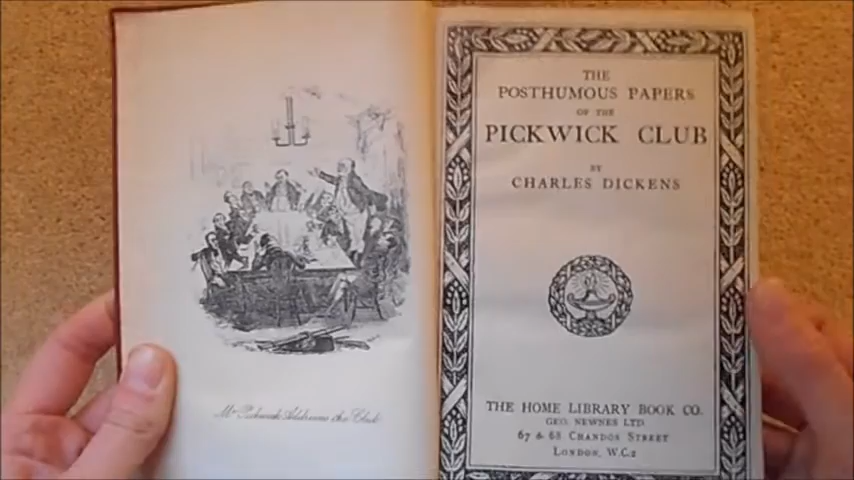 Mr Pickwick Addresses the Club
THE
POSTHUMOUS PAPERS
OF THE
PICKWICK CLUB
BY
CHARLES DICKENS
THE HOME LIBRARY BOOK CO.
GEO. NEWNES LTD.
67 & 68 CHANDOS STREET
LONDON, W.C.2